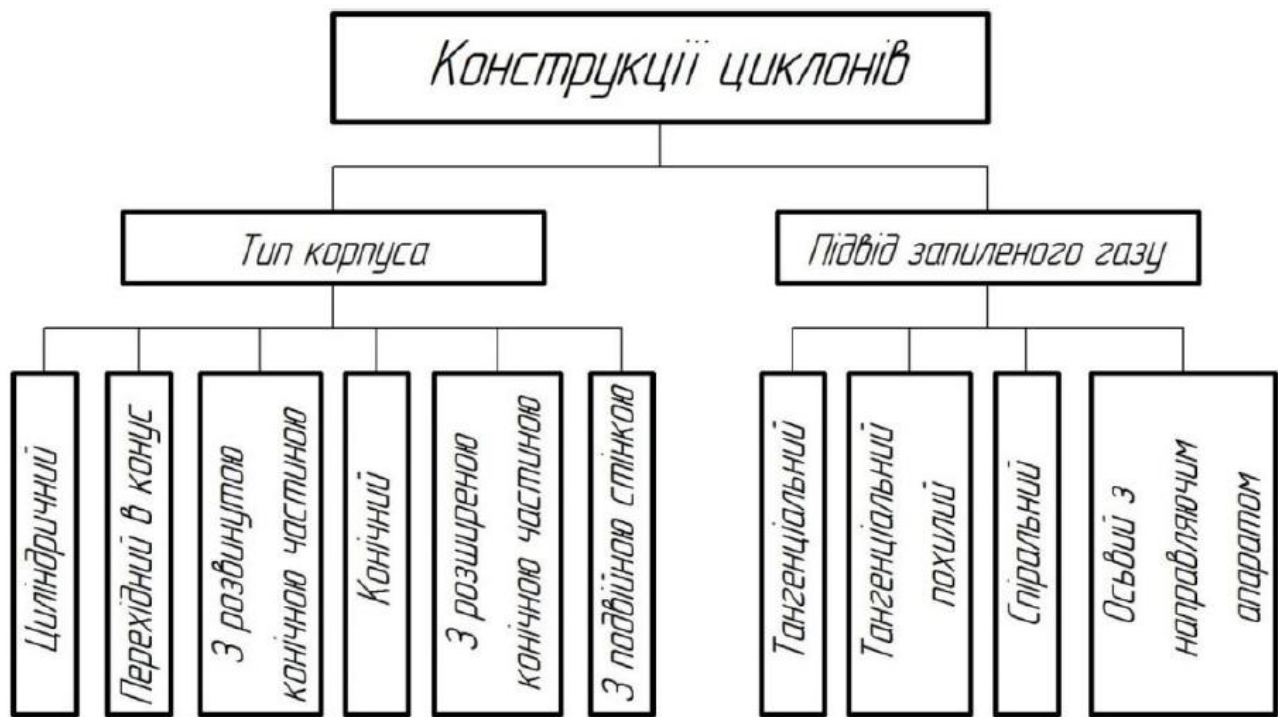 Конструкції циклонів
Тип корпуса
Підвід запиленого газу
Циліндричний
Перехідний в конус
З розвинутою
конічною частиною
Конічний
З розширеною
конічною частиною
З подвійною стінкою
Тангенціальний
Тангенціальний
похилий
Спіральний
Осьвий з
направляючим
апаратом